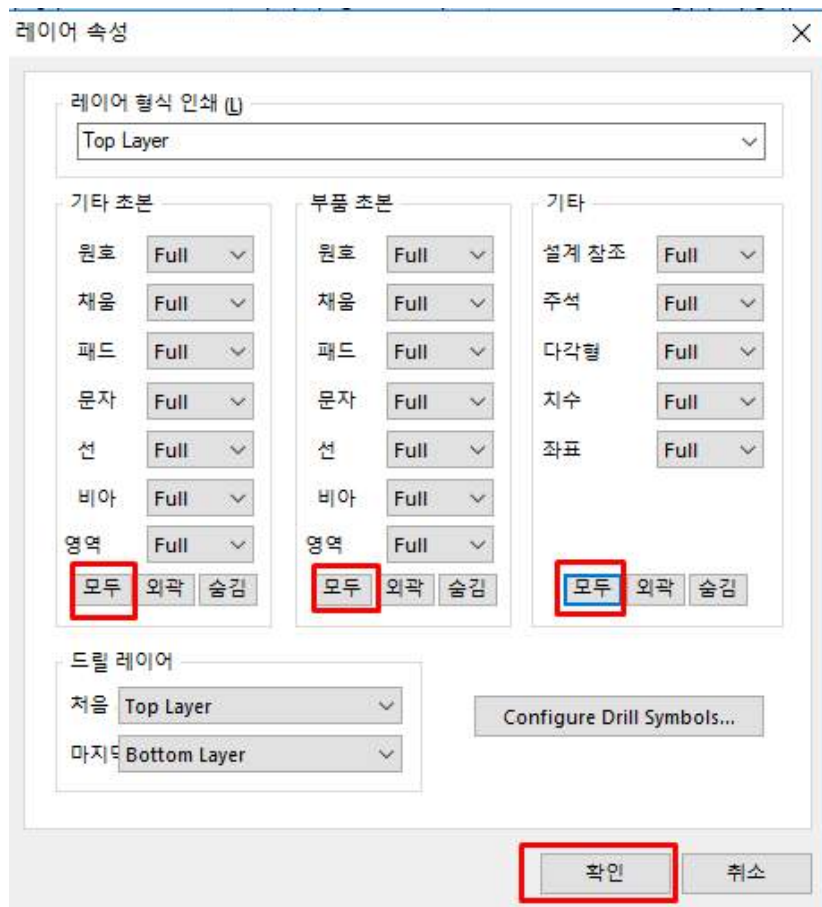 레이어 속성
레이어 형식 인쇄 (L)
Top Layer
기타 초본 부품 초본 기타
원호 Full 원호 Full 설계 참조 Full
채움 Full 채움 Full 주석 Full
패드 Full 패드 Full 다각형 Full
문자 Full 문자 Full 치수 Full
선 Full 선 Full 좌표 Full
비아 Full 비아 Full
영역 Full 영역 Full
모두 외곽 숨김 모두 외곽 숨김 모두 외곽 숨김
드릴 레이어
처음 Top Layer Configure Drill Symbols...
마지막 Bottom Layer
확인 취소